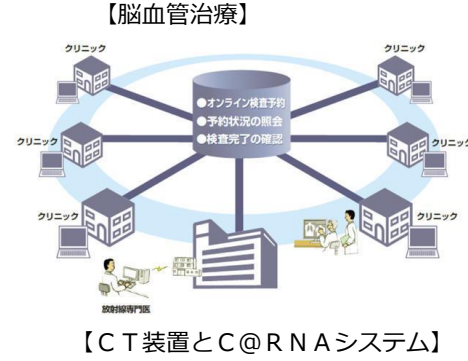 【脳血管治療】
クリニック
クリニック
●オンライン検査予約
●予約状況の照会
●検査完了の確認
クリニック
クリニック
クリニック
クリニック
放射線専門医
【ＣＴ装置とＣ＠ＲＮＡシステム】